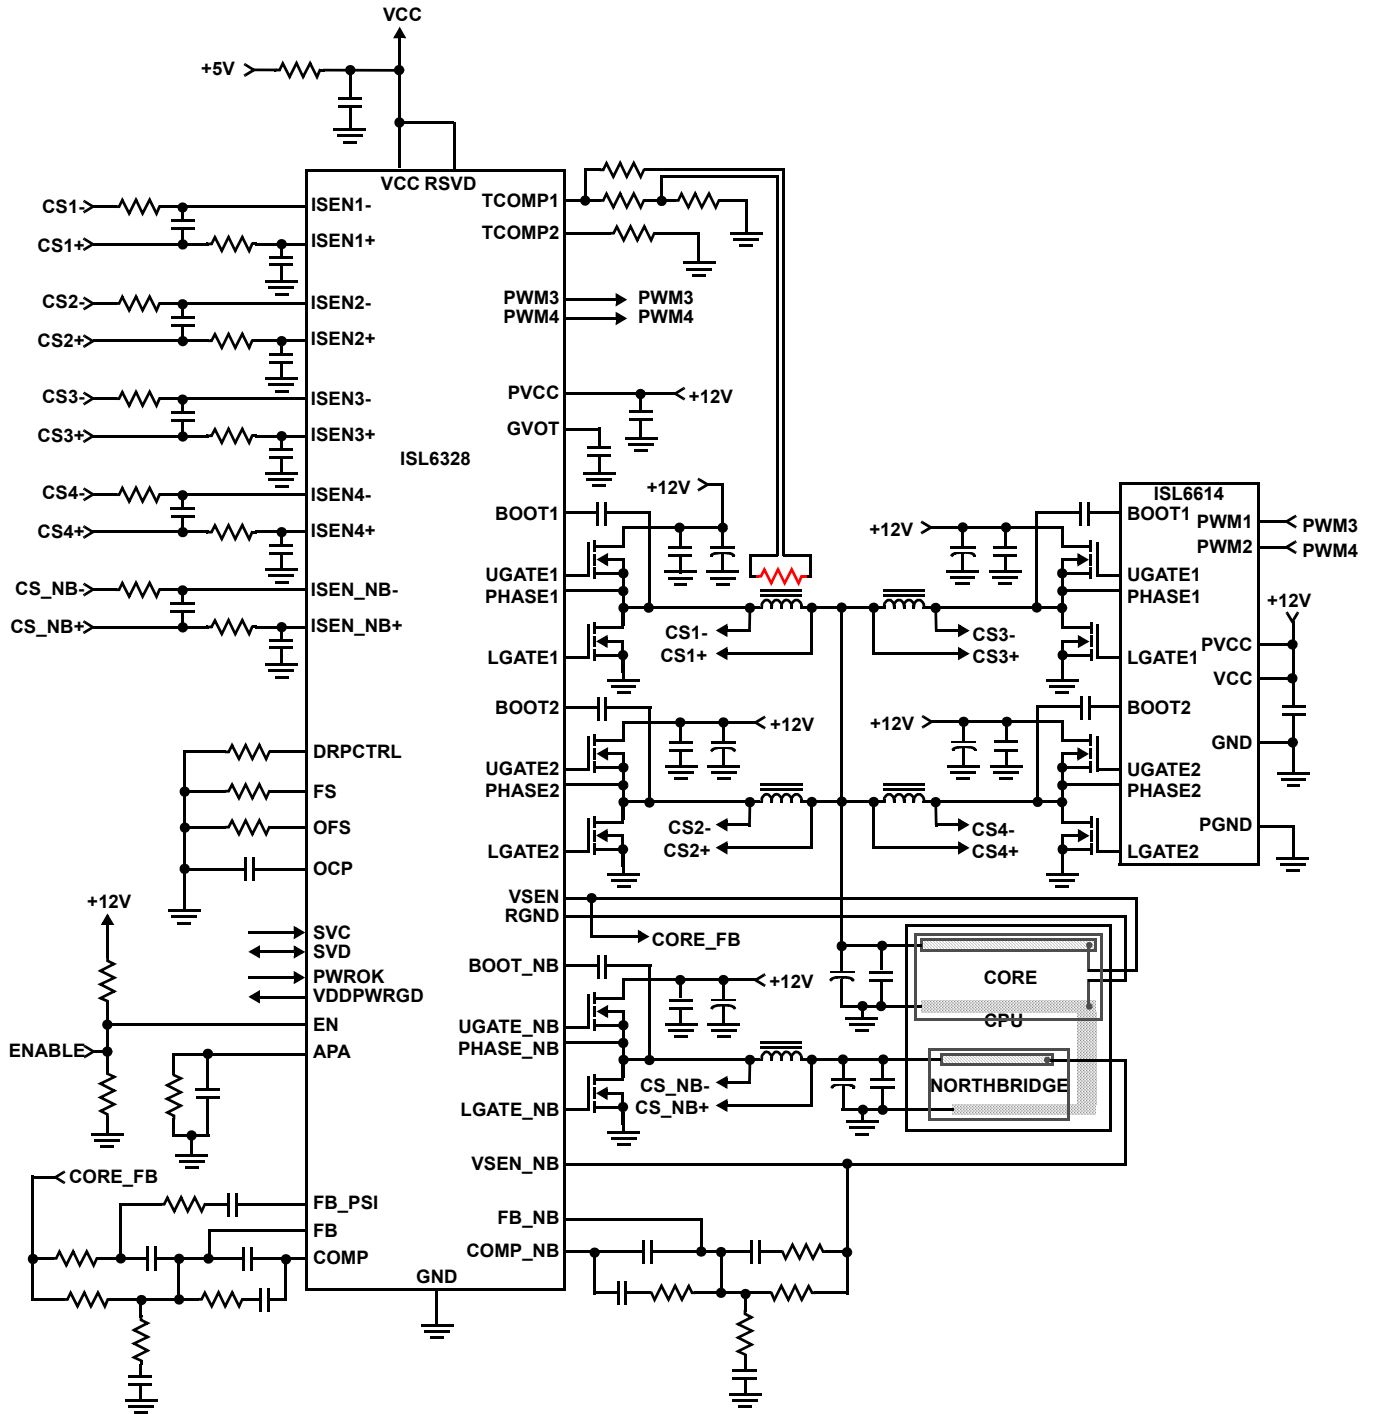 VCC
+5V
VCC RSVD
CS1-
ISEN1-
CS1+
ISEN1+
CS2-
ISEN2-
CS2+
ISEN2+
CS3-
ISEN3-
CS3+
ISEN3+
CS4-
ISEN4-
CS4+
ISEN4+
CS_NB-
ISEN_NB-
CS_NB+
ISEN_NB+
DRPCTRL
FS
OFS
OCP
+12V
SVC
SVD
PWROK
VDDPWRGD
EN
ENABLE
APA
CORE_FB
FB_PSI
FB
COMP
GND
ISL6328
TCOMP1
TCOMP2
PWM3
PWM3
PWM4
PWM4
PVCC
+12V
GVOT
+12V
BOOT1
UGATE1
PHASE1
CS1-
CS1+
LGATE1
BOOT2
+12V
UGATE2
PHASE2
CS2-
CS2+
LGATE2
VSEN
RGND
CORE_FB
BOOT_NB
+12V
UGATE_NB
PHASE_NB
CS_NB-
CS_NB+
LGATE_NB
VSEN_NB
FB_NB
COMP_NB
+12V
CS3-
CS3+
+12V
CS4-
CS4+
ISL6614
BOOT1
PWM1
PWM3
PWM2
PWM4
UGATE1
PHASE1
+12V
PVCC
LGATE1
VCC
BOOT2
GND
UGATE2
PHASE2
PGND
LGATE2
CORE
CPU
NORTHBRIDGE